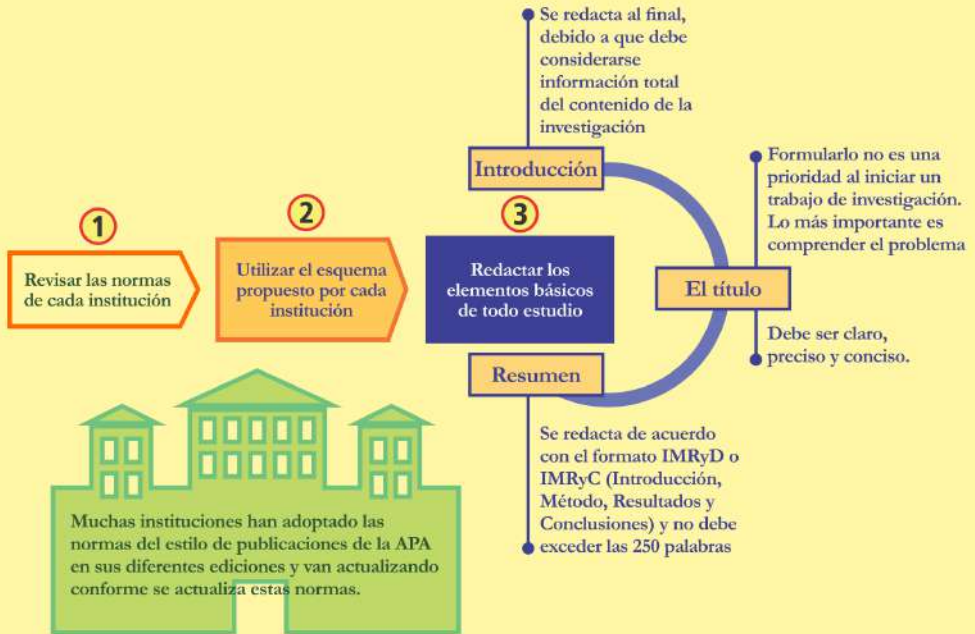 1
Revisar las normas
de cada institución
2
Utilizar el esquema
propuesto por cada
institución
3
Redactar los
elementos básicos
de todo estudio
Se redacta al final,
debido a que debe
considerarse
información total
del contenido de la
investigación
Introducción
Formularlo no es una
prioridad al iniciar un
trabajo de investigación.
Lo más importante es
comprender el problema
El título
Debe ser claro,
preciso y conciso.
Resumen
Se redacta de acuerdo
con el formato IMRyD o
IMRyC (Introducción,
Método, Resultados y
Conclusiones) y no debe
exceder las 250 palabras
Muchas instituciones han adoptado las
normas del estilo de publicaciones de la APA
en sus diferentes ediciones y van actualizando
conforme se actualiza estas normas.